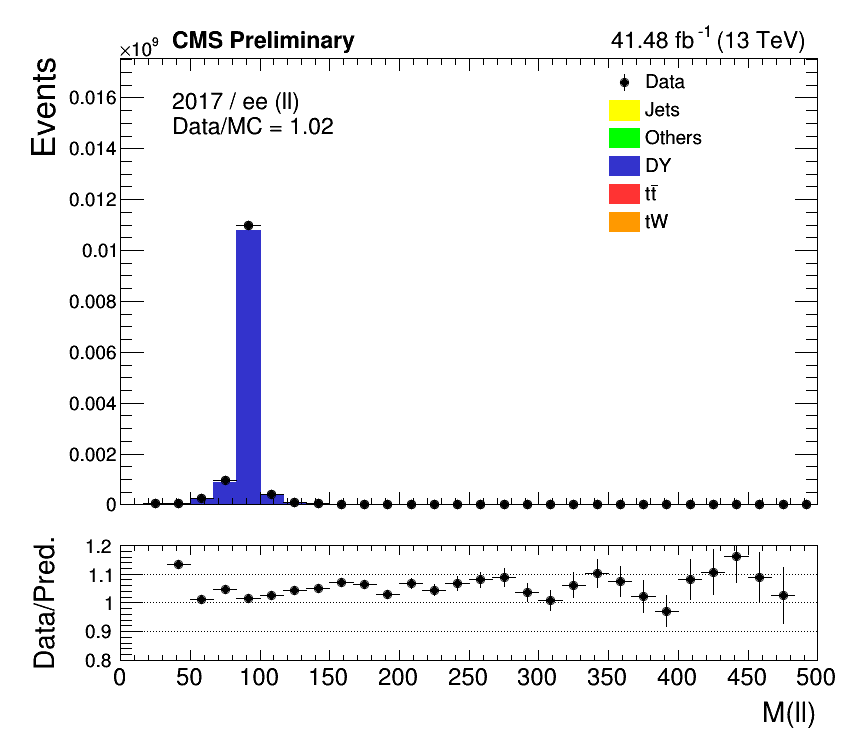 ×10⁹ CMS Preliminary 41.48 fb⁻¹ (13 TeV)
Events
2017 / ee (ll)
Data/MC = 1.02
Data
Jets
Others
DY
tt̄
tW
0.016
0.014
0.012
0.01
0.008
0.006
0.004
0.002
0
Data/Pred.
1.2
1.1
1
0.9
0.8
0 50 100 150 200 250 300 350 400 450 500
M(ll)